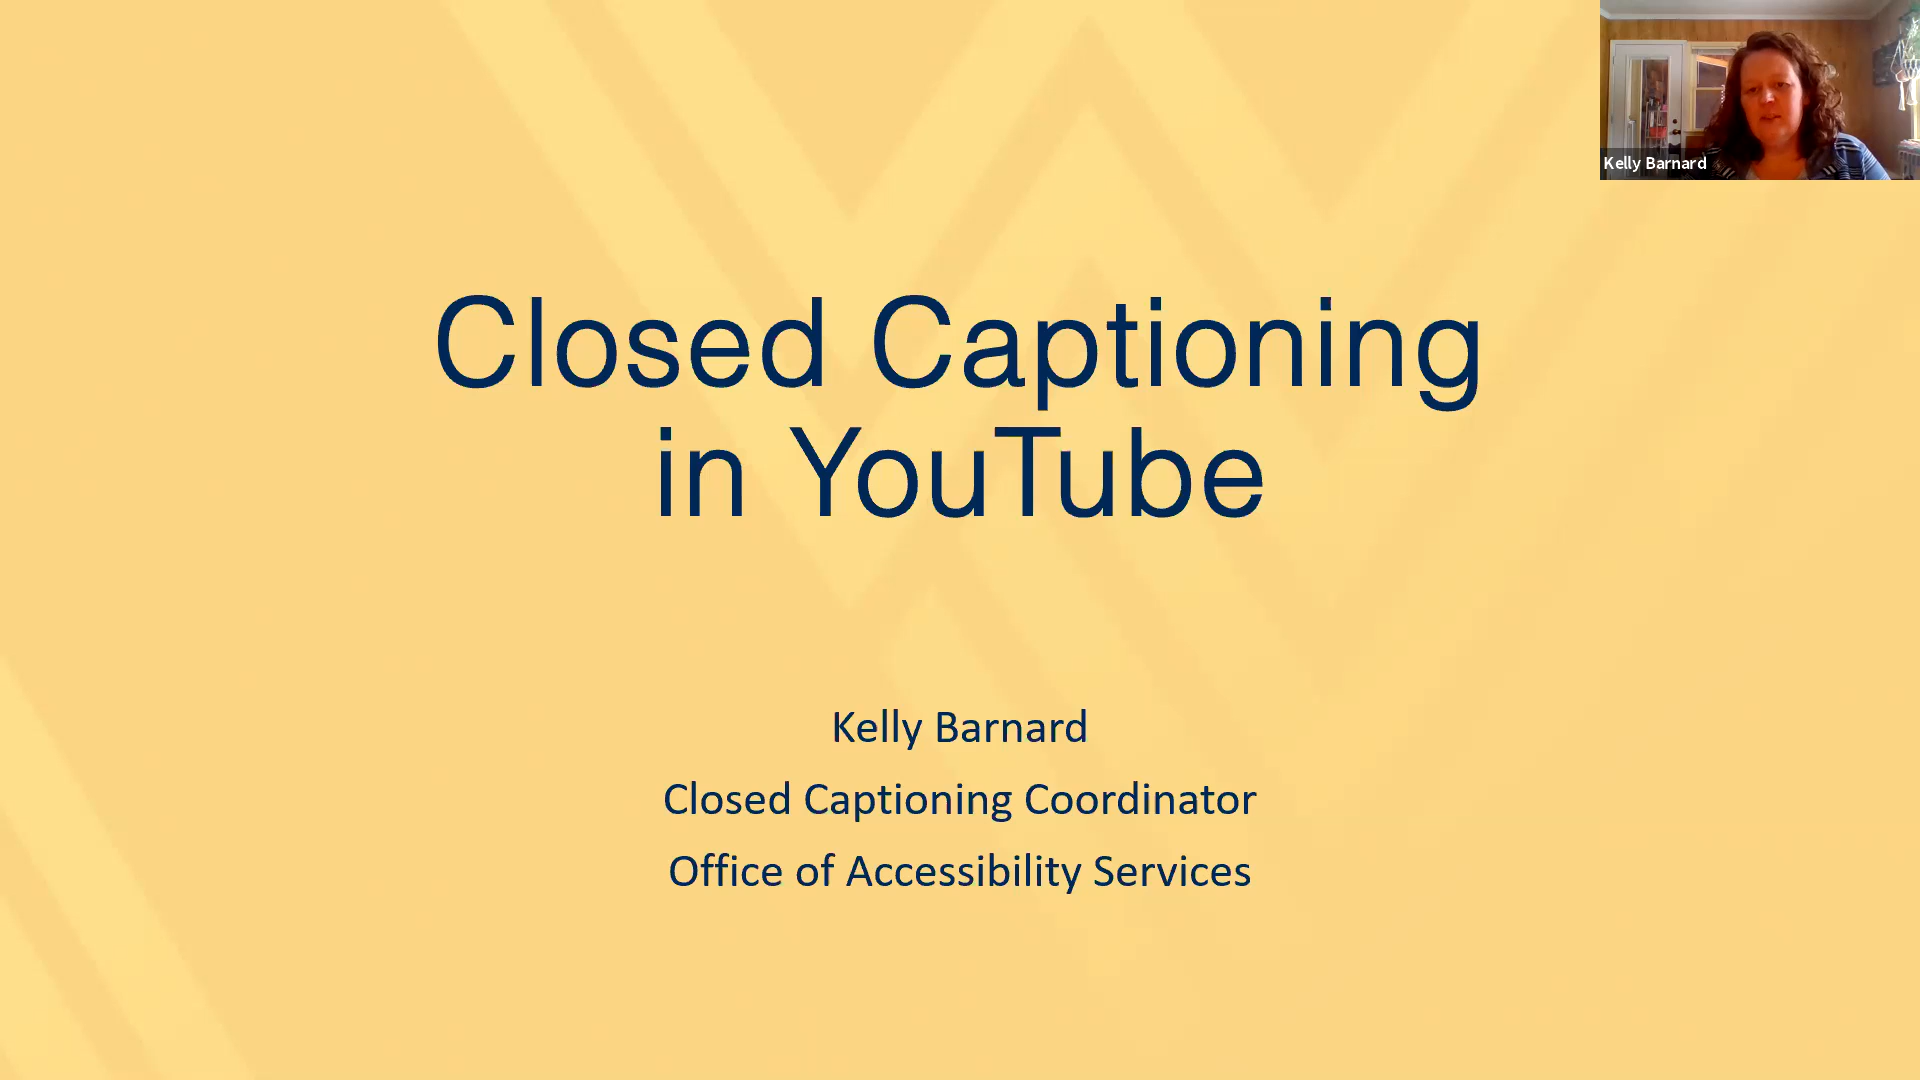 Kelly Barnard
Closed Captioning
in YouTube
Kelly Barnard
Closed Captioning Coordinator
Office of Accessibility Services